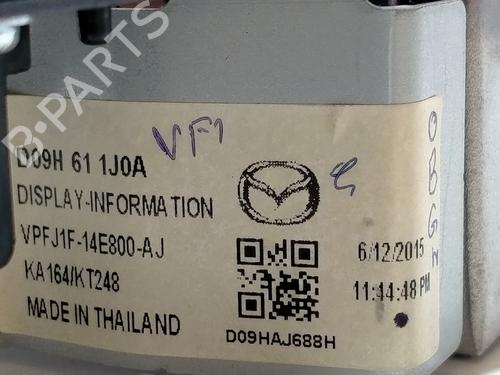 B-PARTS
VF1
D09H 61 1J0A
DISPLAY-INFORMATION
VPFJ1F-14E800-AJ
KA164/KT248
MADE IN THAILAND
6/12/2015
11:44:48 PM
D09HAJ688H